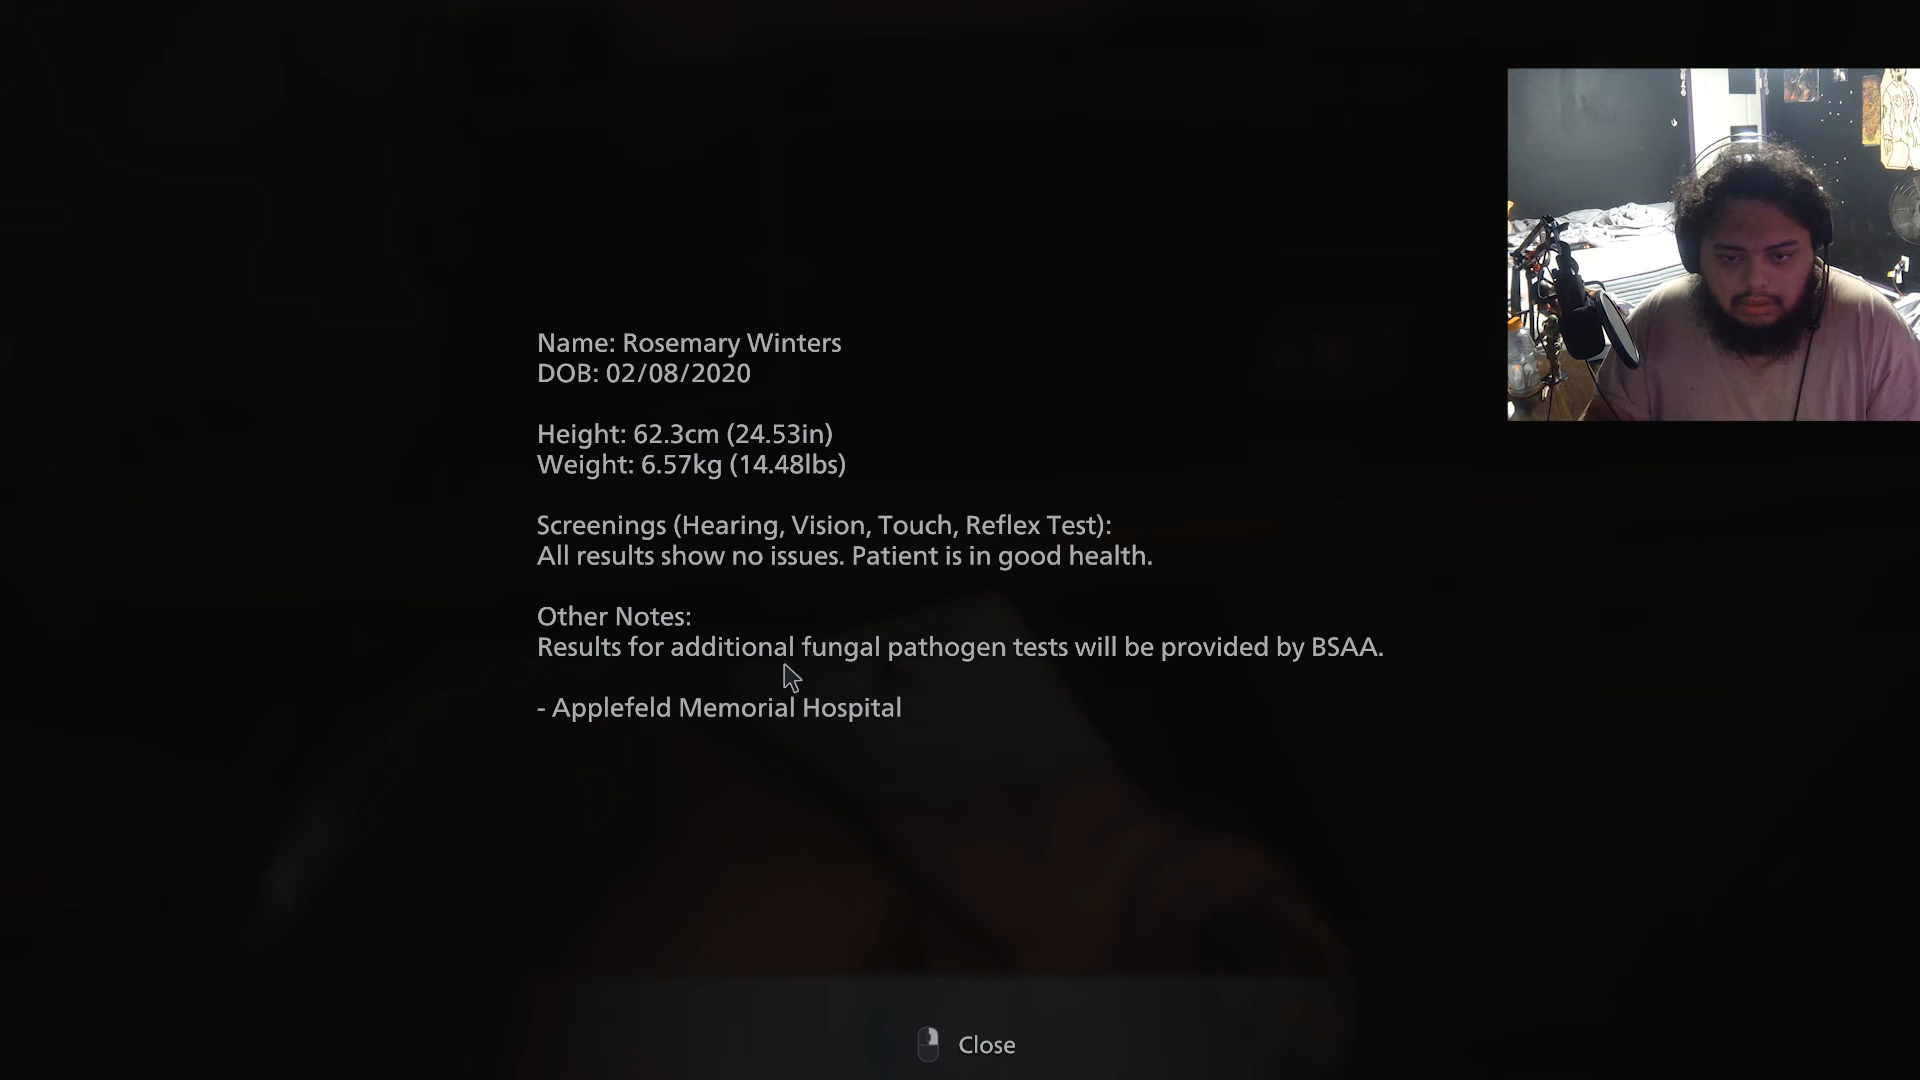 Name: Rosemary Winters
DOB: 02/08/2020
Height: 62.3cm (24.53in)
Weight: 6.57kg (14.48lbs)
Screenings (Hearing, Vision, Touch, Reflex Test):
All results show no issues. Patient is in good health.
Other Notes:
Results for additional fungal pathogen tests will be provided by BSAA.
- Applefeld Memorial Hospital
Close